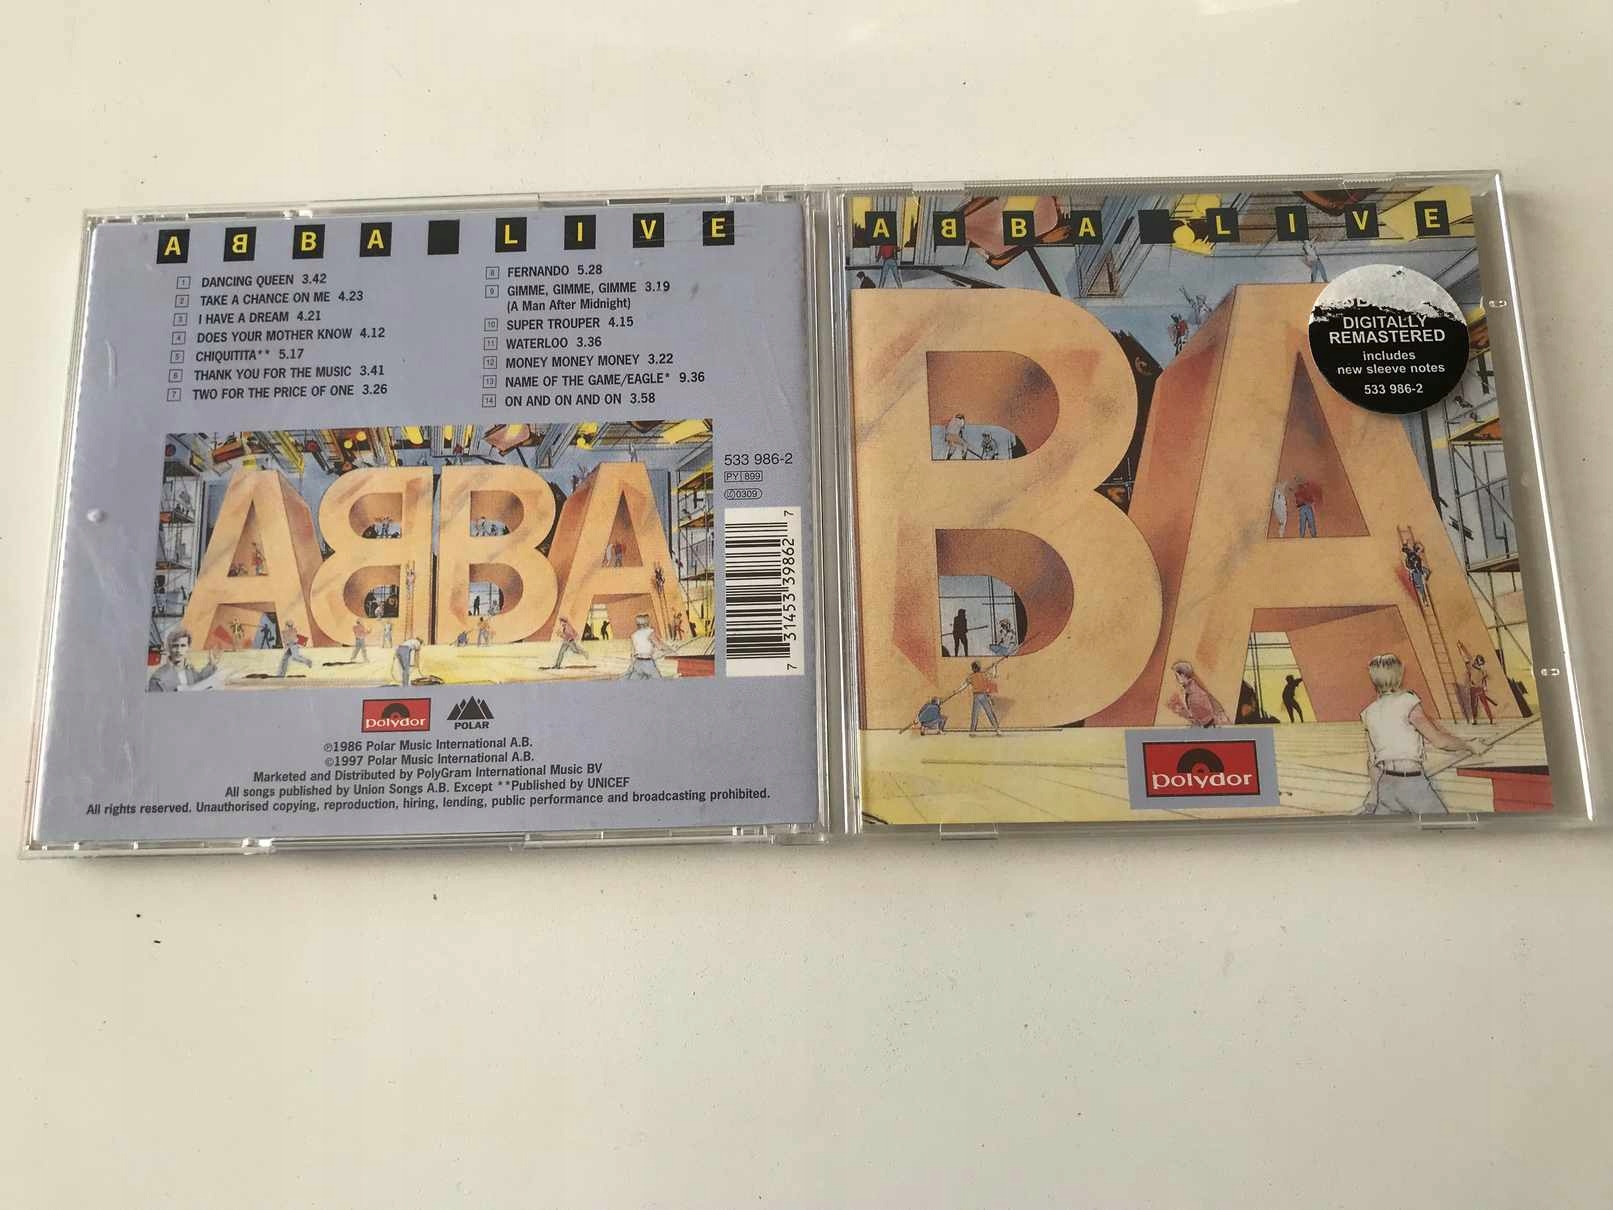 ABBA LIVE
1 DANCING QUEEN 3.42
2 TAKE A CHANCE ON ME 4.23
3 I HAVE A DREAM 4.21
4 DOES YOUR MOTHER KNOW 4.12
5 CHIQUITITA** 5.17
6 THANK YOU FOR THE MUSIC 3.41
7 TWO FOR THE PRICE OF ONE 3.26
8 FERNANDO 5.28
9 GIMME, GIMME, GIMME 3.19
(A Man After Midnight)
10 SUPER TROUPER 4.15
11 WATERLOO 3.36
12 MONEY MONEY MONEY 3.22
13 NAME OF THE GAME/EAGLE* 9.36
14 ON AND ON AND ON 3.58
ABBA
533 986-2
PY 899
LC 0309
7 31453 39862 7
polydor
POLAR
℗1986 Polar Music International A.B.
©1997 Polar Music International A.B.
Marketed and Distributed by PolyGram International Music BV
All songs published by Union Songs A.B. Except **Published by UNICEF
All rights reserved. Unauthorised copying, reproduction, hiring, lending, public performance and broadcasting prohibited.
ABBA LIVE
BA
DIGITALLY
REMASTERED
includes
new sleeve notes
533 986-2
polydor